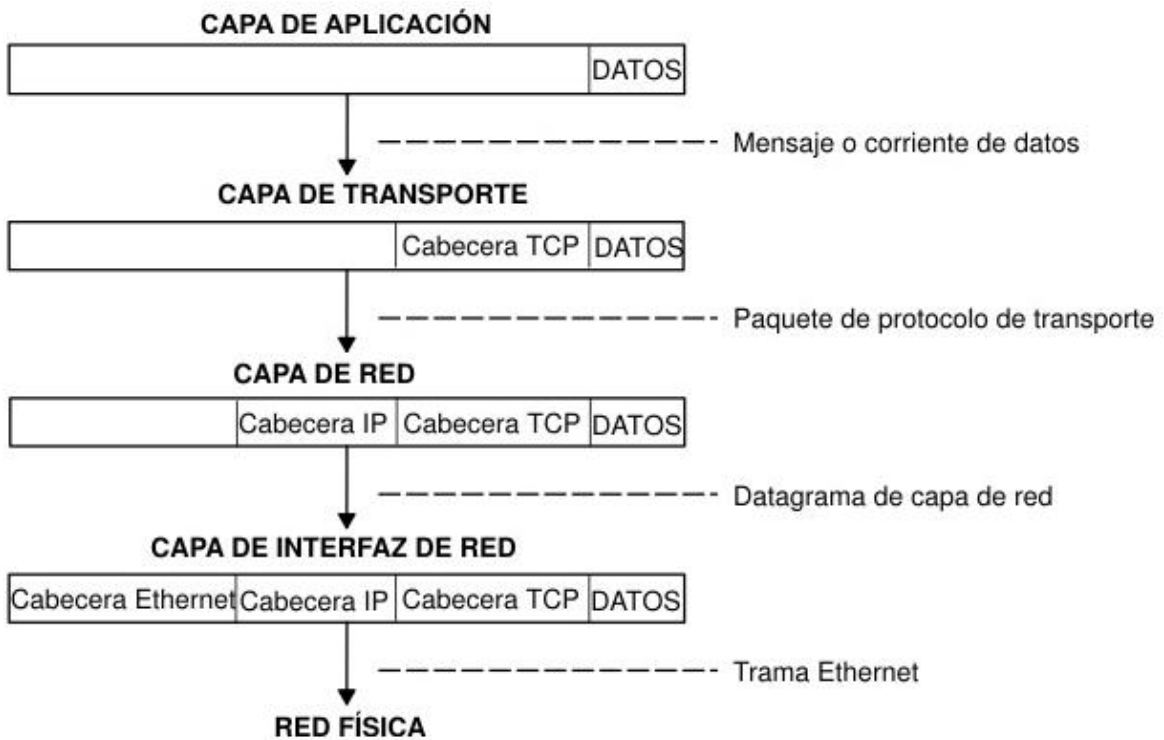 CAPA DE APLICACIÓN
DATOS
Mensaje o corriente de datos
CAPA DE TRANSPORTE
Cabecera TCP DATOS
Paquete de protocolo de transporte
CAPA DE RED
Cabecera IP Cabecera TCP DATOS
Datagrama de capa de red
CAPA DE INTERFAZ DE RED
Cabecera Ethernet Cabecera IP Cabecera TCP DATOS
Trama Ethernet
RED FÍSICA